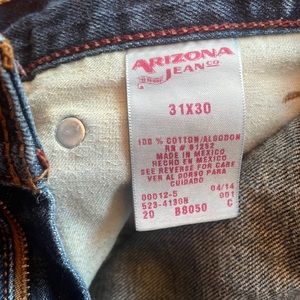 ARIZONA
JEAN CO
31X30
100 % COTTON/ALGODON
RN # 81292
MADE IN MEXICO
HECHO EN MEXICO
SEE REVERSE FOR CARE
VER AL DORSO PARA
CUIDADO
00012-5 04/14
523-4130N 001
20 B8050 C